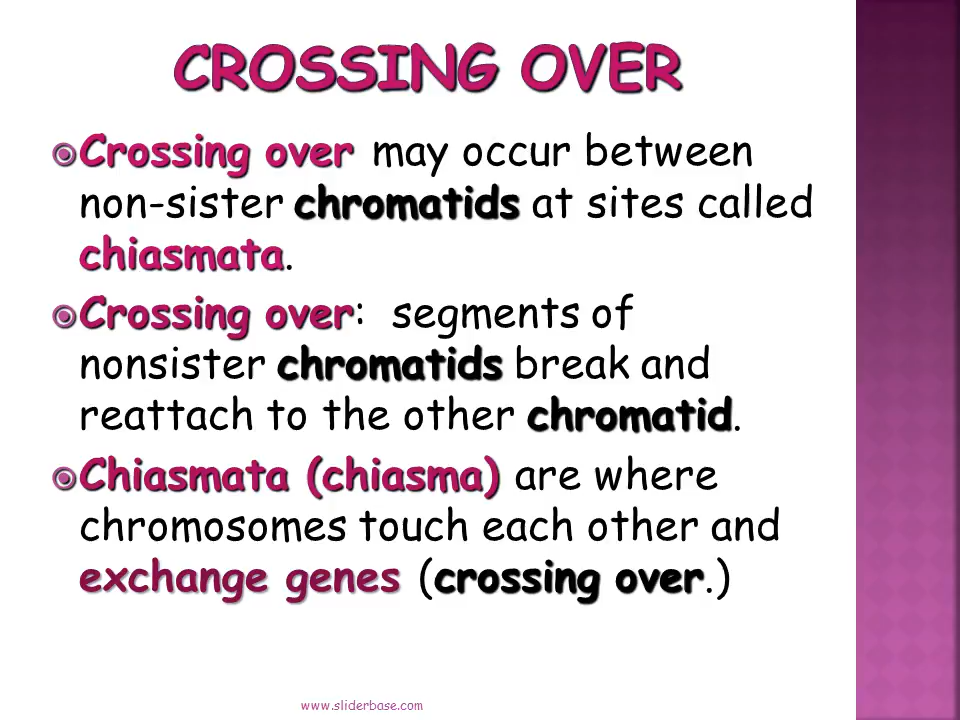 CROSSING OVER
Crossing over may occur between
non-sister chromatids at sites called
chiasmata.
Crossing over: segments of
nonsister chromatids break and
reattach to the other chromatid.
Chiasmata (chiasma) are where
chromosomes touch each other and
exchange genes (crossing over.)
www.sliderbase.com